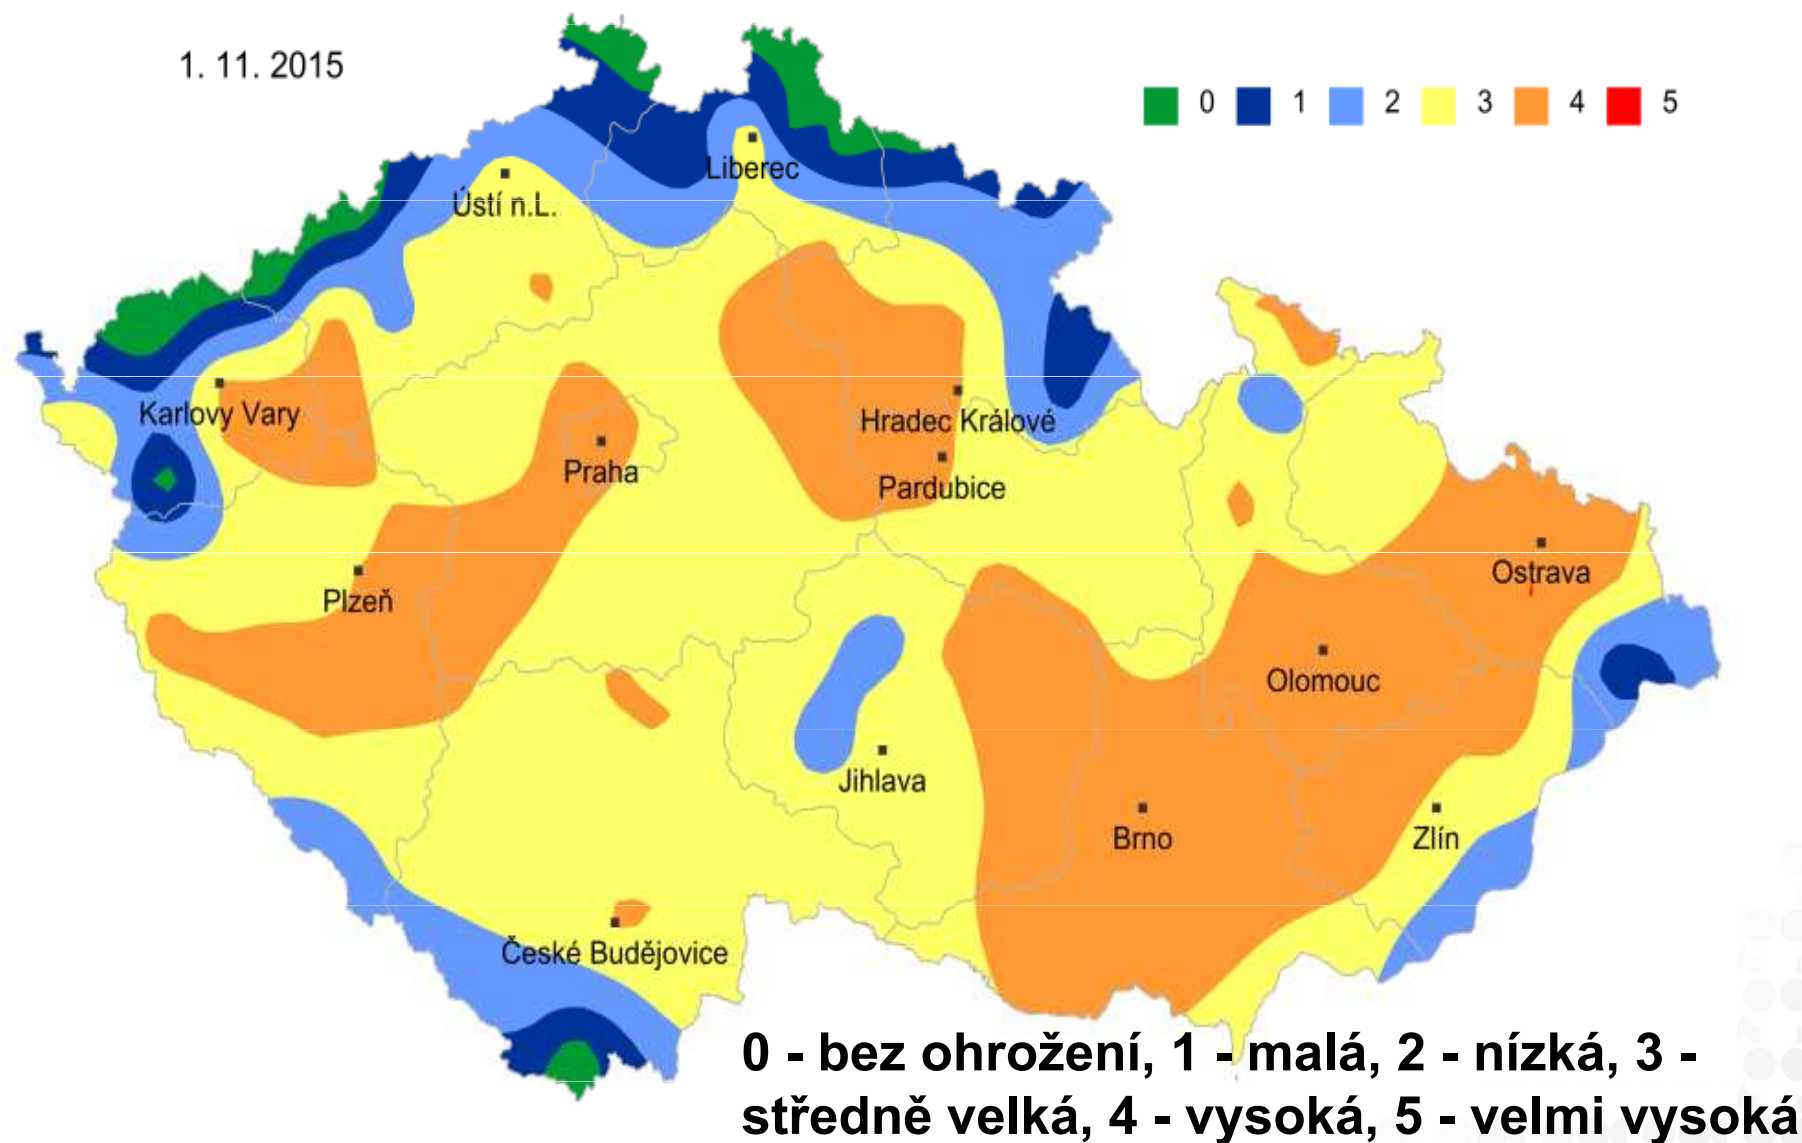 1. 11. 2015
0 1 2 3 4 5
Liberec
Ústí n.L.
Karlovy Vary
Hradec Králové
Praha
Pardubice
Ostrava
Plzeň
Olomouc
Jihlava
Brno
Zlín
České Budějovice
0 - bez ohrožení, 1 - malá, 2 - nízká, 3 -
středně velká, 4 - vysoká, 5 - velmi vysoká